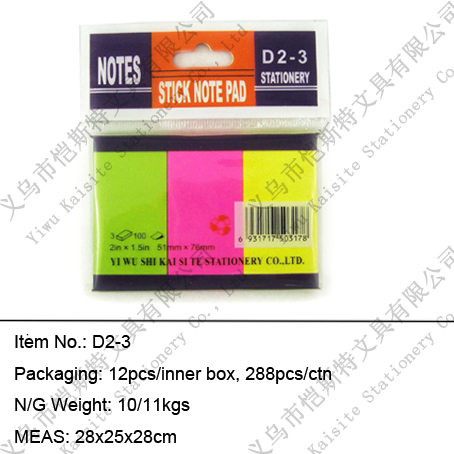 NOTES
STICK NOTE PAD
D2-3
STATIONERY
3 100
2in × 1.5in 51mm × 76mm
YI WU SHI KAI SI TE STATIONERY CO.,LTD.
6 931717 503178
Item No.: D2-3
Packaging: 12pcs/inner box, 288pcs/ctn
N/G Weight: 10/11kgs
MEAS: 28x25x28cm
义乌市恺斯特文具有限公司
Yiwu Kaisite Stationery Co., Ltd